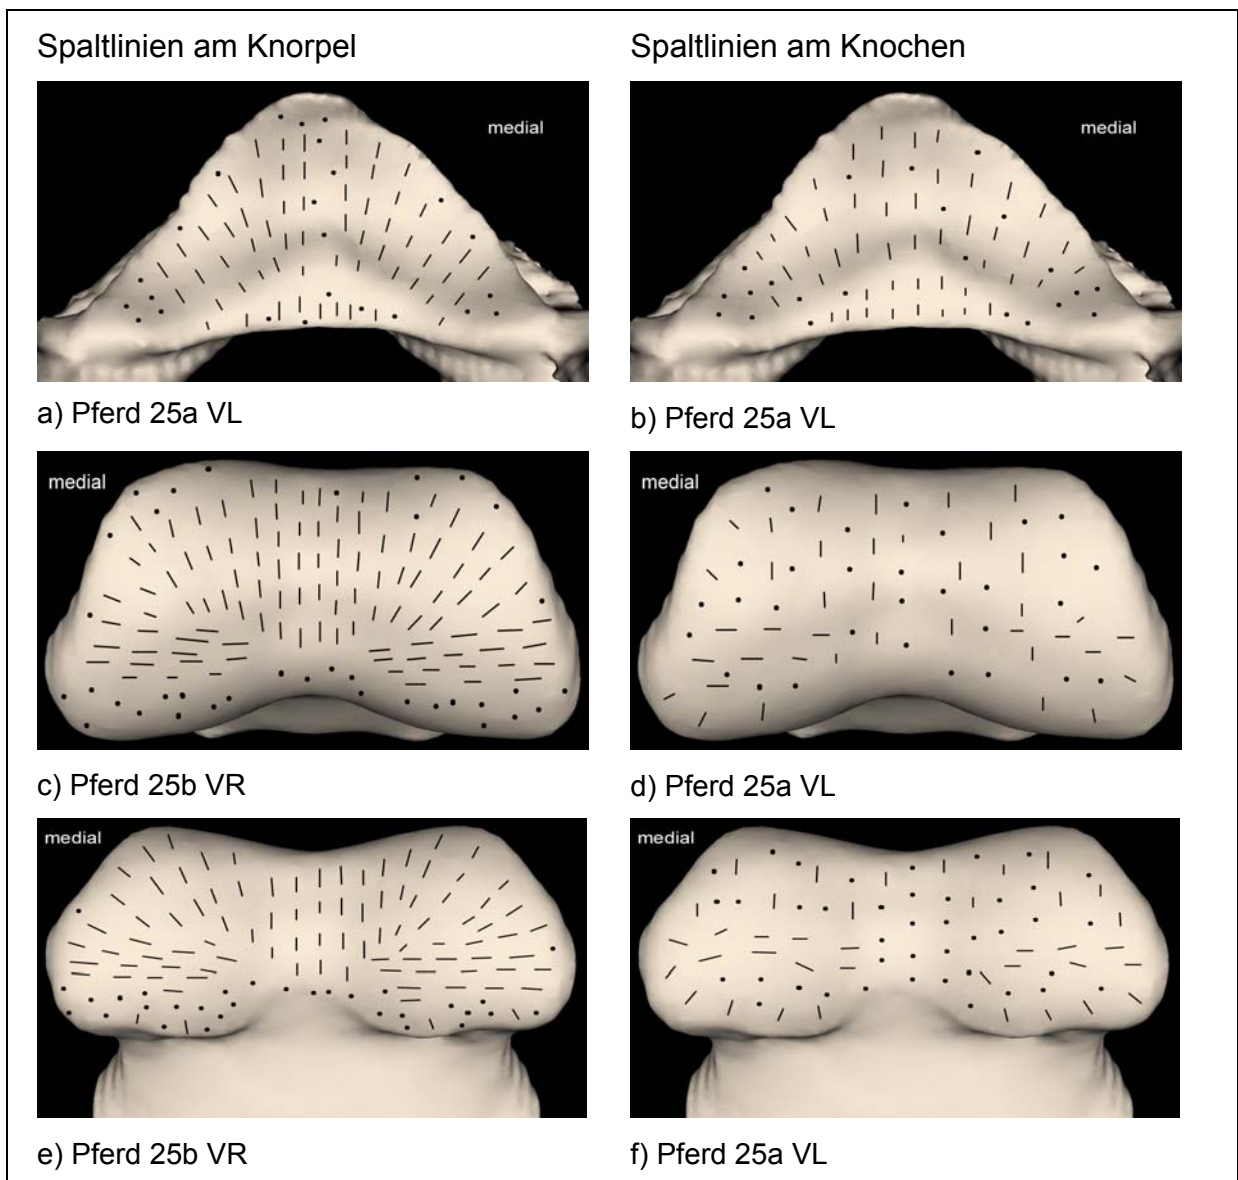 Spaltlinien am Knorpel
Spaltlinien am Knochen
medial
medial
a) Pferd 25a VL
b) Pferd 25a VL
medial
medial
c) Pferd 25b VR
d) Pferd 25a VL
medial
medial
e) Pferd 25b VR
f) Pferd 25a VL